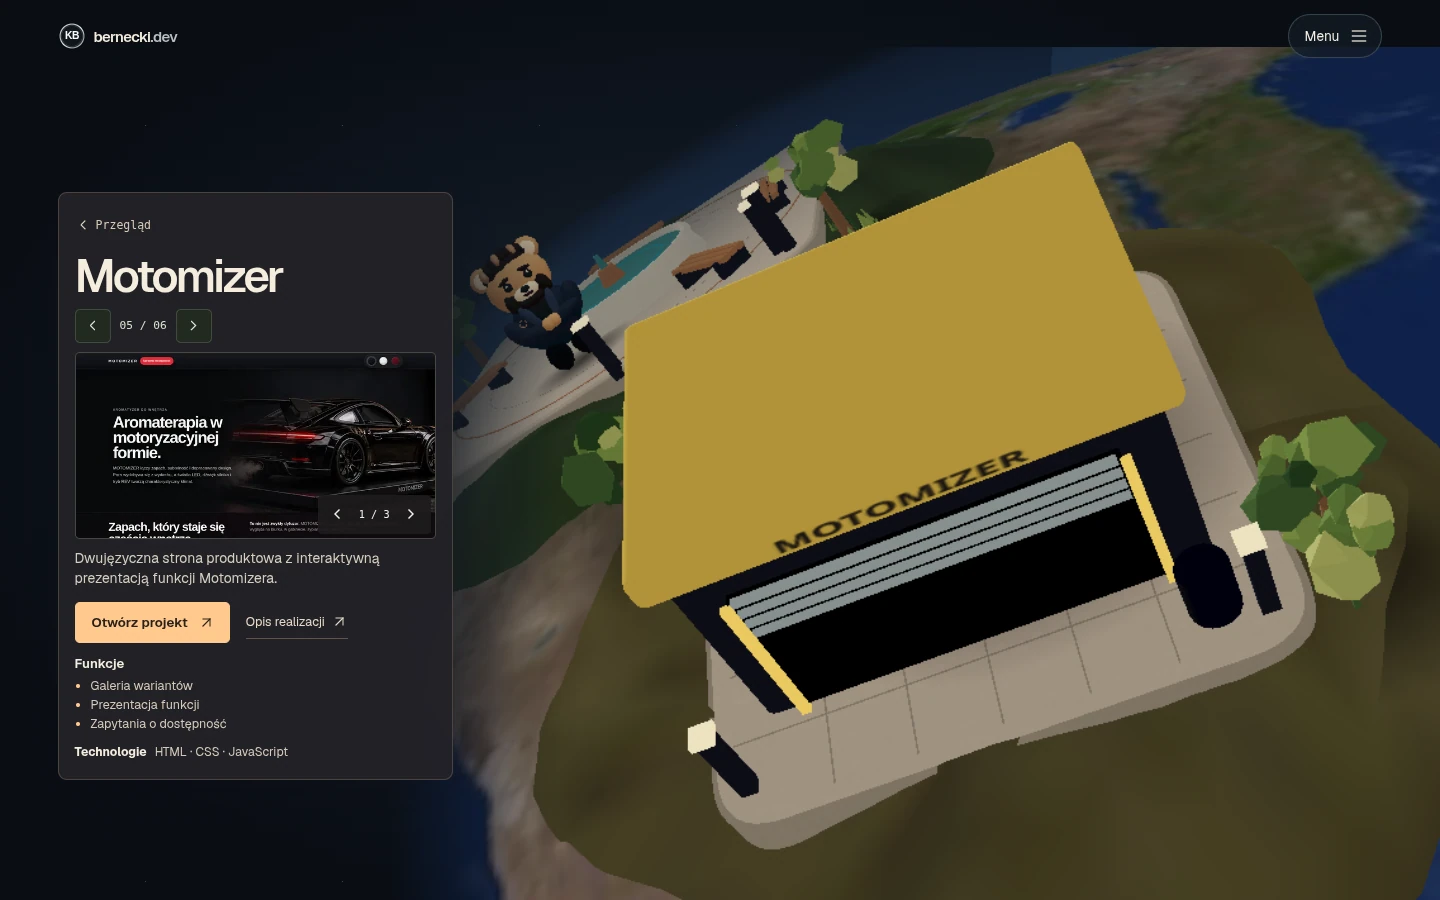 KB bernecki.dev
Menu
Przegląd
Motomizer
05 / 06
MOTOMIZER
Aromaterapia w
motoryzacyjnej
formie.
MOTOMIZER
Zapach, który staje się
1 / 3
Dwujęzyczna strona produktowa z interaktywną
prezentacją funkcji Motomizera.
Otwórz projekt
Opis realizacji
Funkcje
Galeria wariantów
Prezentacja funkcji
Zapytania o dostępność
Technologie HTML · CSS · JavaScript
MOTOMIZER